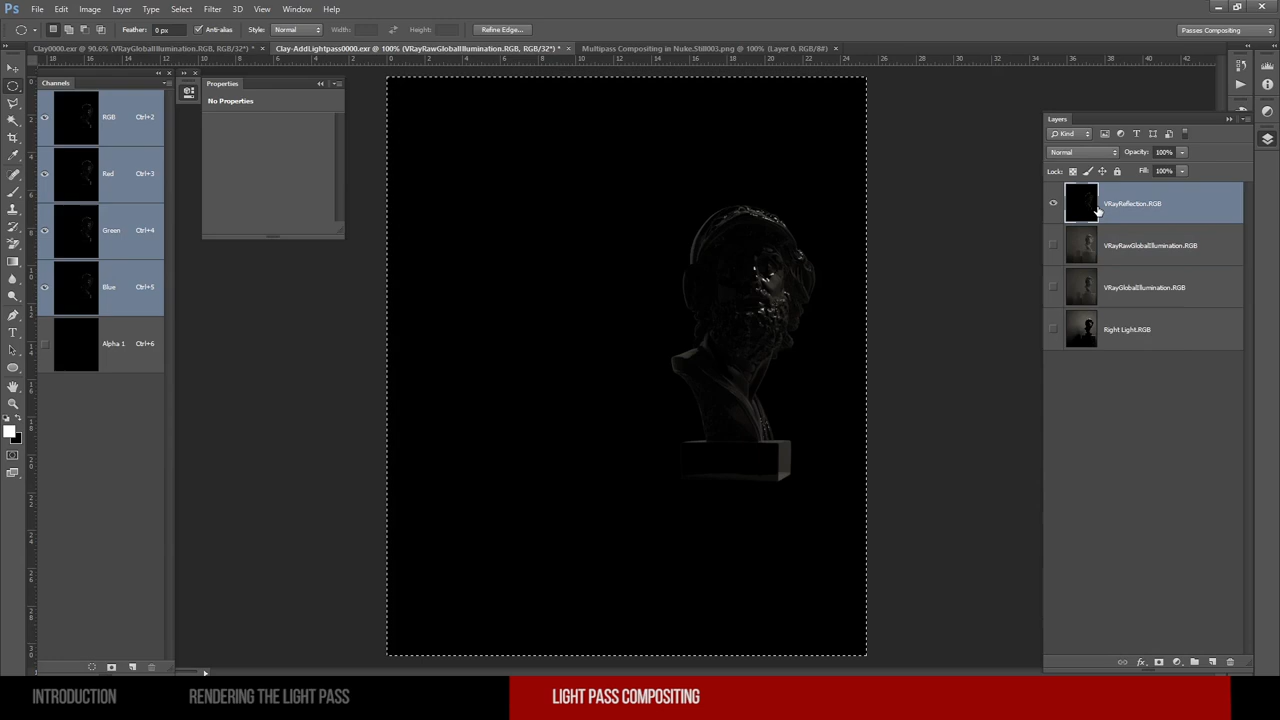 Ps File Edit Image Layer Type Select Filter 3D View Window Help
Feather: 0 px Anti-alias Style: Normal Width: Height: Refine Edge... Passes Compositing
Clay0000.exr @ 90.6% (VRayGlobalIllumination.RGB, RGB/32*) * × Clay-AddLightpass0000.exr @ 100% (VRayRawGlobalIllumination.RGB, RGB/32*) * × Multipass Compositing in Nuke.Still003.png @ 100% (Layer 0, RGB/8#) ×
Channels
RGB Ctrl+2
Red Ctrl+3
Green Ctrl+4
Blue Ctrl+5
Alpha 1 Ctrl+6
Properties
No Properties
Layers
Kind
Normal Opacity: 100%
Lock: Fill: 100%
VRayReflection.RGB
VRayRawGlobalIllumination.RGB
VRayGlobalIllumination.RGB
Right Light.RGB
INTRODUCTION RENDERING THE LIGHT PASS LIGHT PASS COMPOSITING